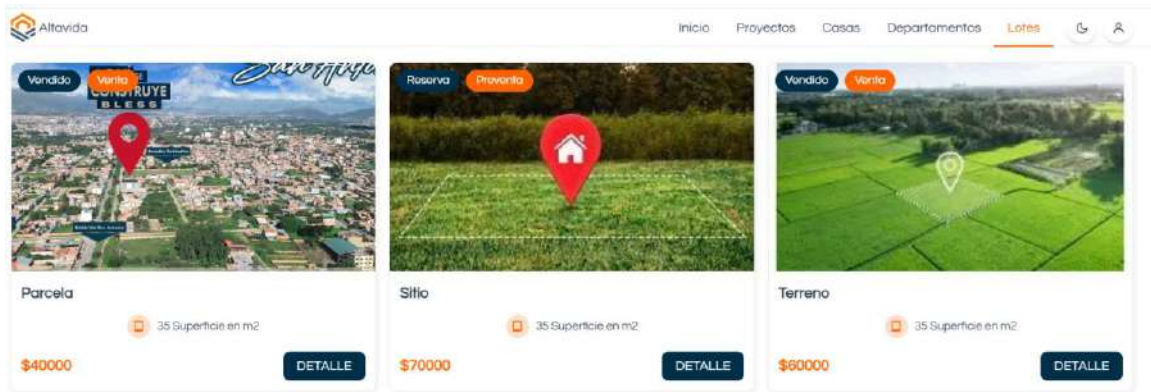 Altavida
Inicio Proyectos Casas Departamentos Lotes
Vendido Venta
San
CONSTRUYE
BLESS
Reserva Preventa
Vendido Venta
Parcela
Sitio
Terreno
35 Superficie en m2
35 Superficie en m2
35 Superficie en m2
$40000 DETALLE
$70000 DETALLE
$60000 DETALLE